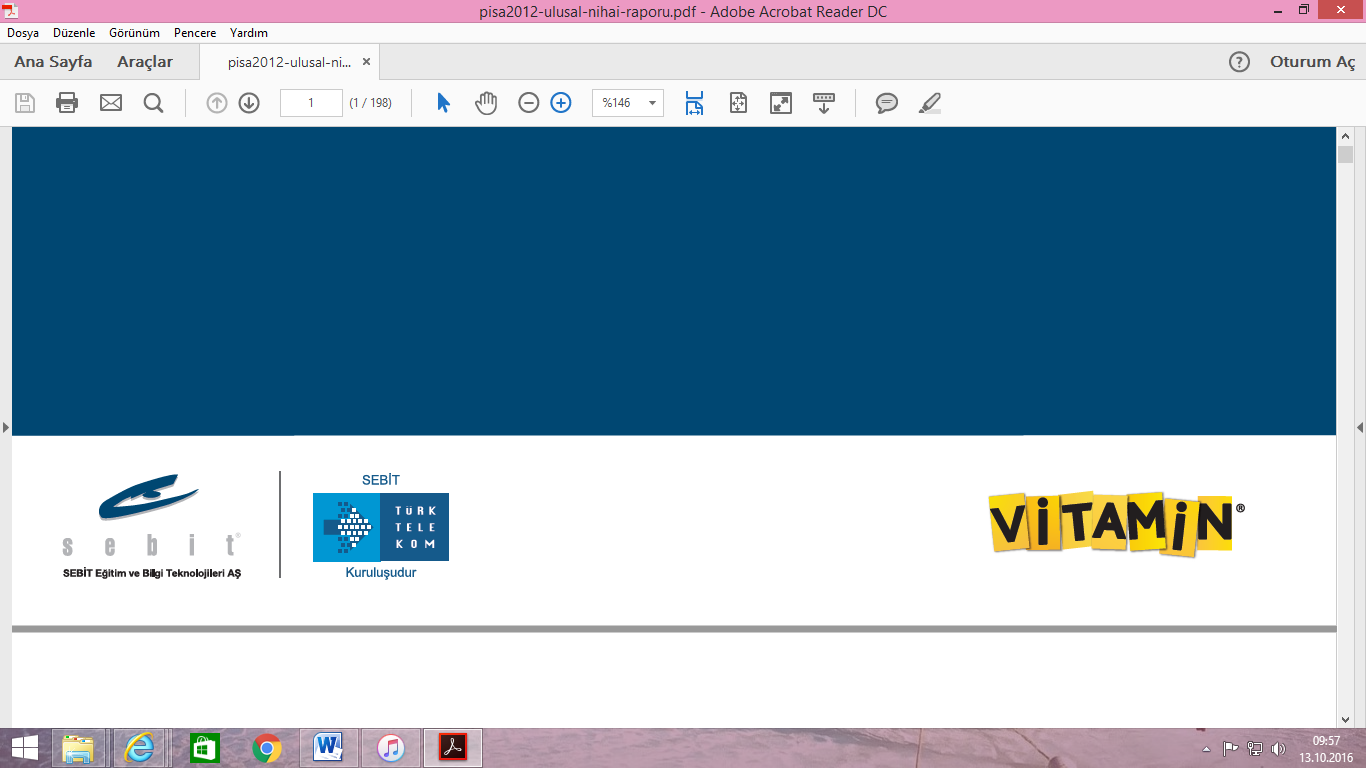 pisa2012-ulusal-nihai-raporu.pdf - Adobe Acrobat Reader DC
Dosya Düzenle Görünüm Pencere Yardım
Ana Sayfa Araçlar pisa2012-ulusal-ni... × ? Oturum Aç
1 (1 / 198) %146
SEBİT
TÜRK
TELE
KOM
Kuruluşudur
sebit®
SEBİT Eğitim ve Bilgi Teknolojileri AŞ
VİTAMİN®
09:57
13.10.2016